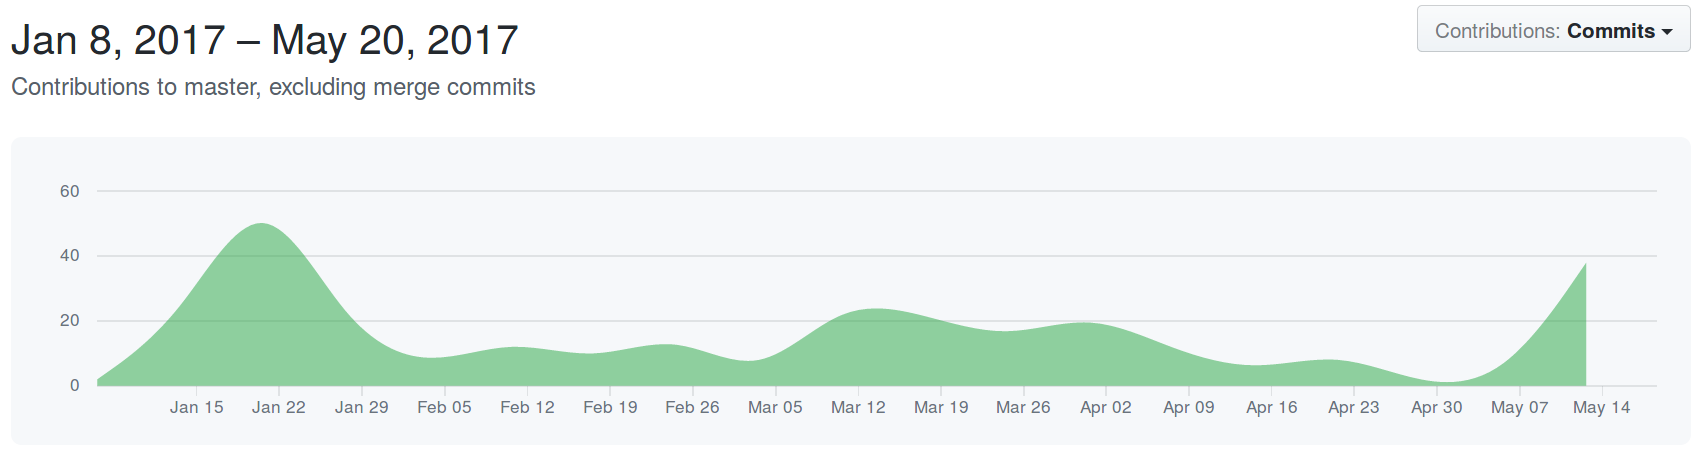 Jan 8, 2017 – May 20, 2017
Contributions: Commits
Contributions to master, excluding merge commits
60
40
20
0
Jan 15 Jan 22 Jan 29 Feb 05 Feb 12 Feb 19 Feb 26 Mar 05 Mar 12 Mar 19 Mar 26 Apr 02 Apr 09 Apr 16 Apr 23 Apr 30 May 07 May 14